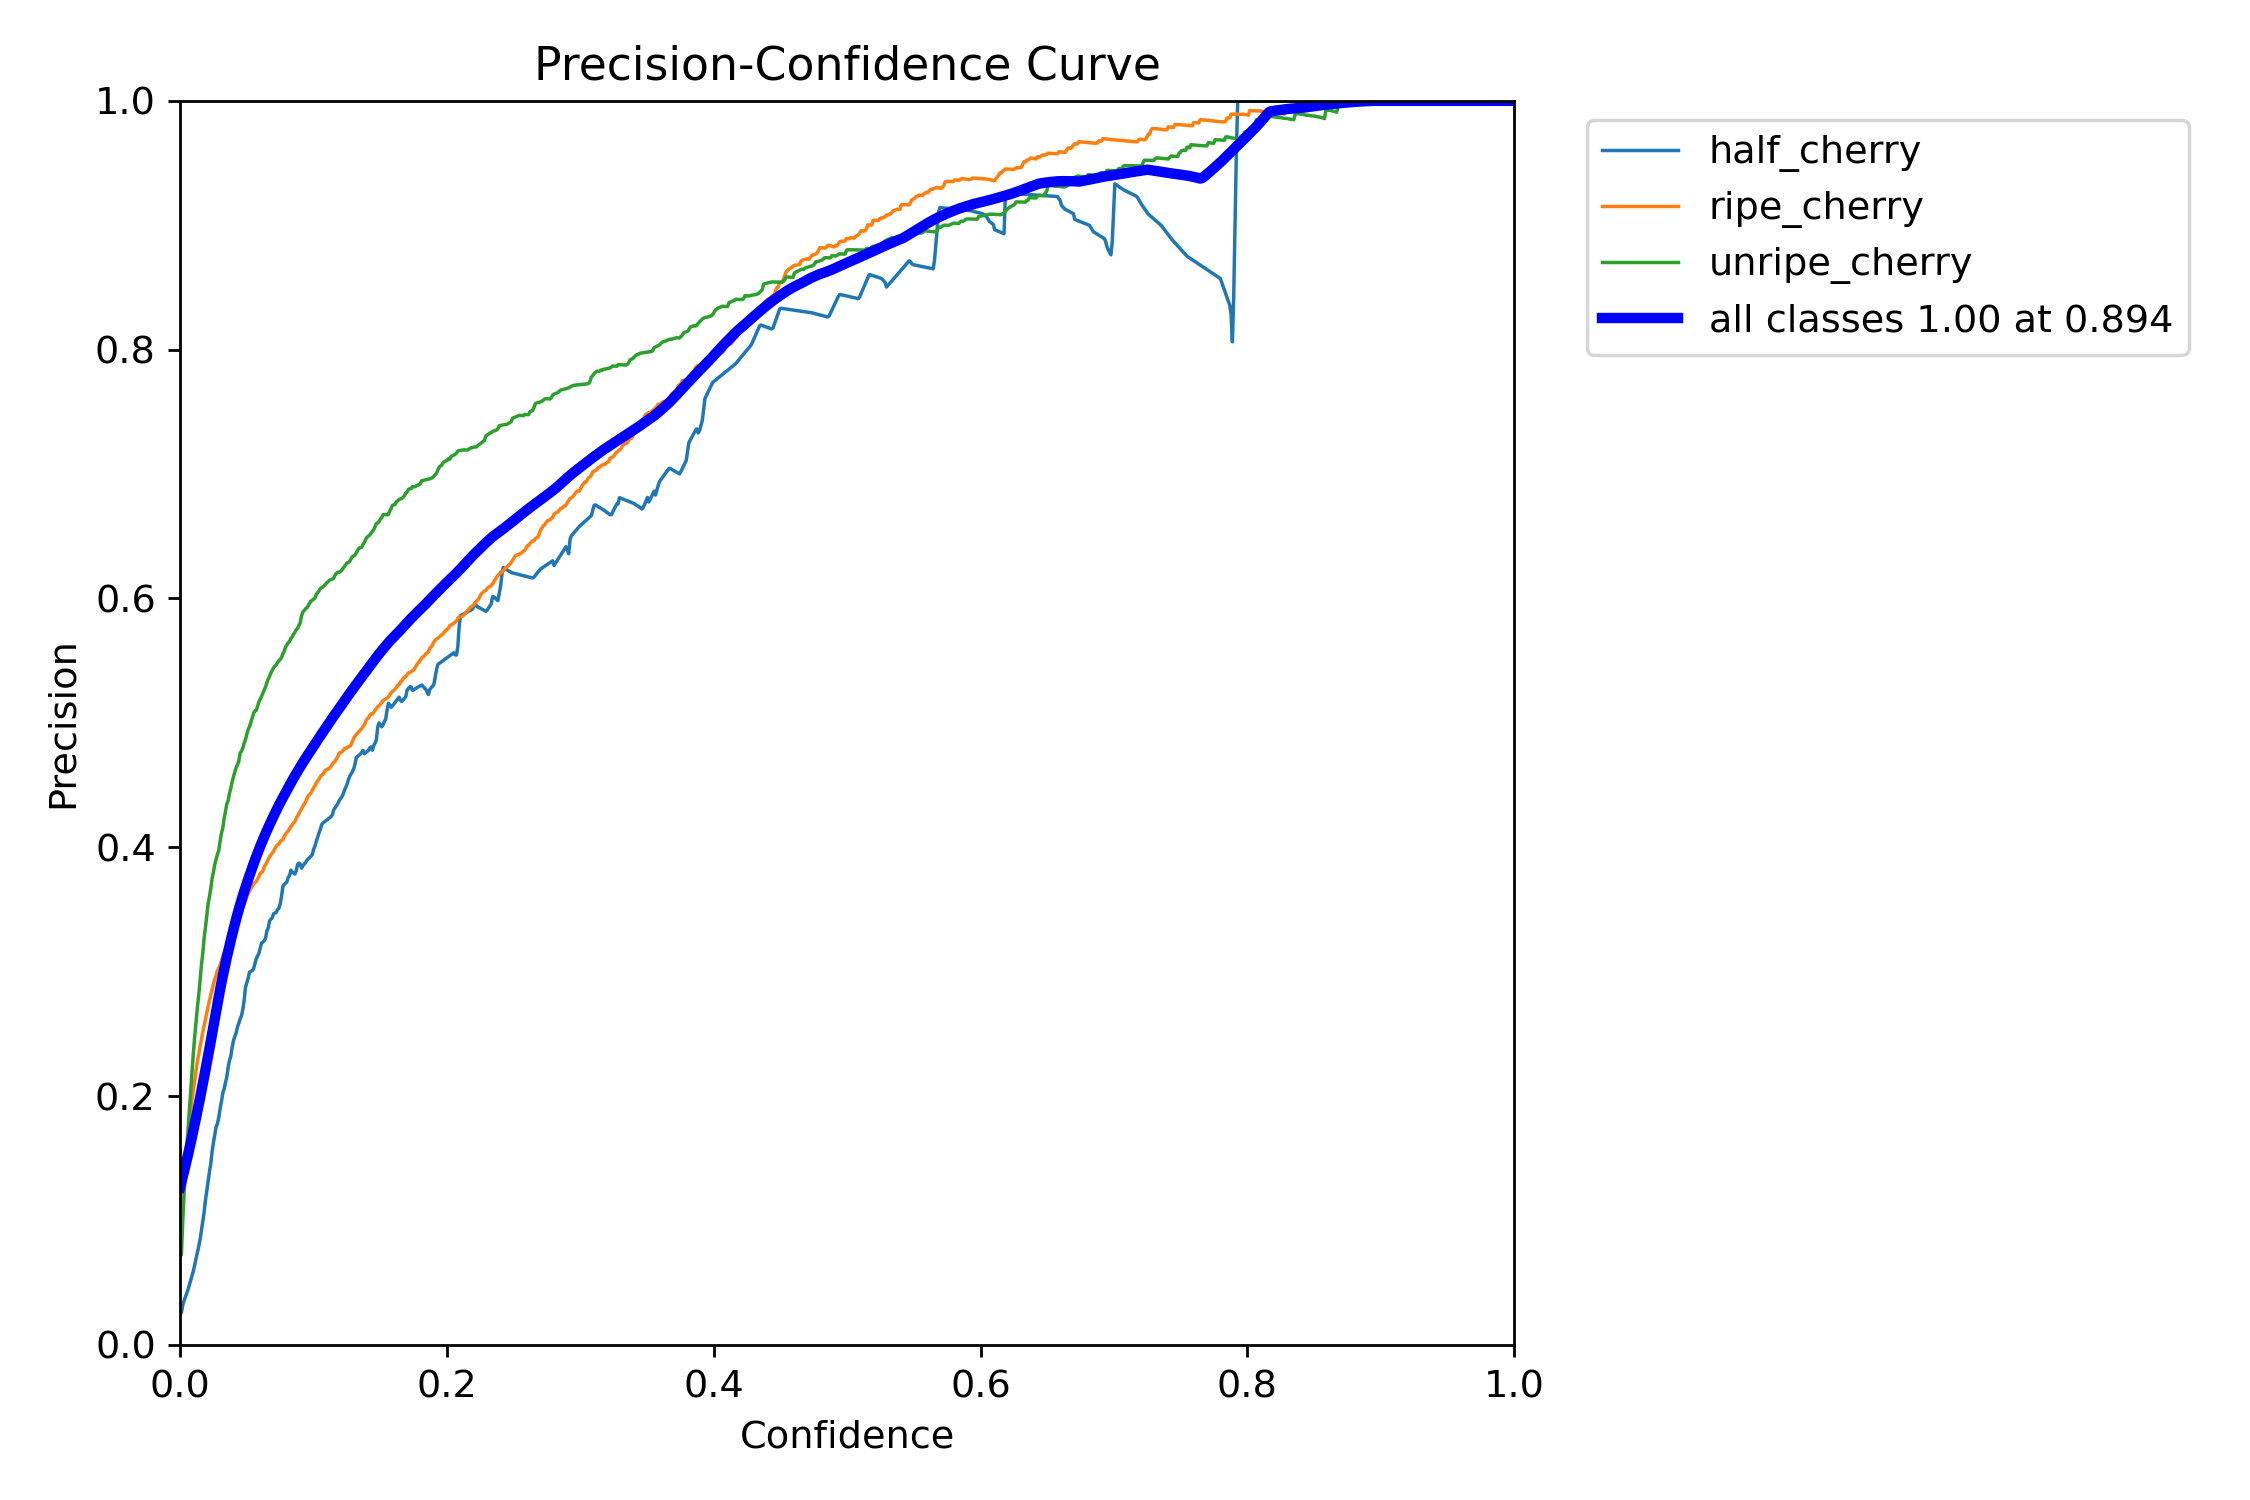 Precision-Confidence Curve
1.0
0.8
0.6
0.4
0.2
0.0
Precision
0.0 0.2 0.4 0.6 0.8 1.0
Confidence
half_cherry
ripe_cherry
unripe_cherry
all classes 1.00 at 0.894